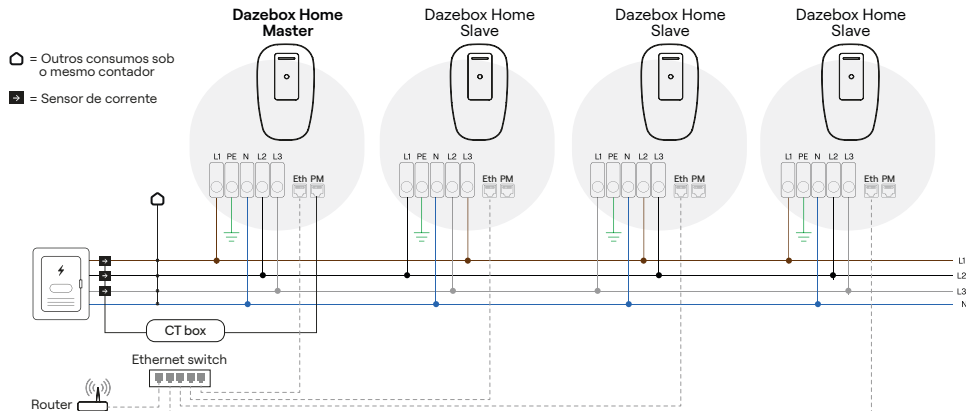 Dazebox Home
Master
Dazebox Home
Slave
Dazebox Home
Slave
Dazebox Home
Slave
= Outros consumos sob
o mesmo contador
= Sensor de corrente
L1 PE N L2 L3
Eth PM
L1 PE N L2 L3
Eth PM
L1 PE N L2 L3
Eth PM
L1 PE N L2 L3
Eth PM
L1
L2
L3
N
CT box
Ethernet switch
Router